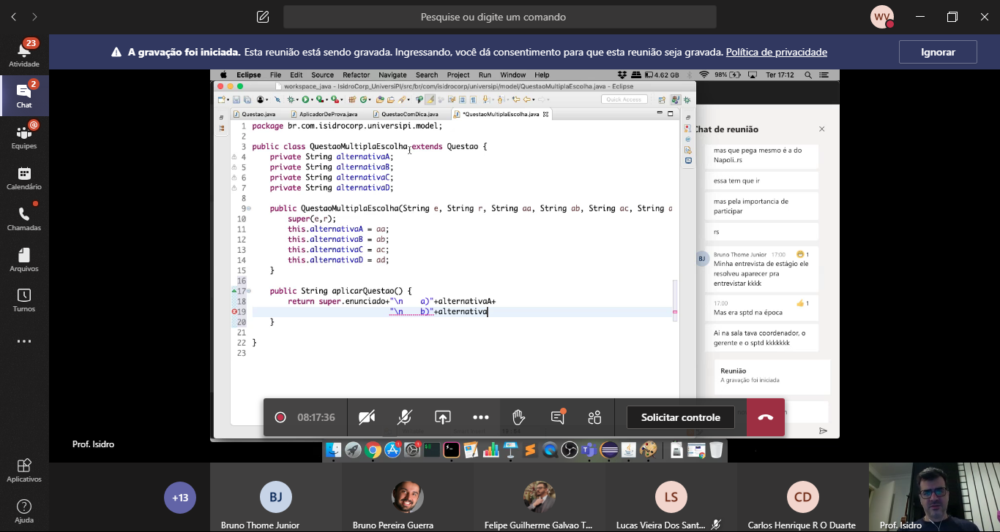 Pesquise ou digite um comando
WV
A gravação foi iniciada. Esta reunião está sendo gravada. Ingressando, você dá consentimento para que esta reunião seja gravada. Política de privacidade
Ignorar
23
Atividade
2
Chat
@
Equipes
Calendário
Chamadas
Arquivos
Turnos
Aplicativos
Ajuda
Eclipse File Edit Source Refactor Navigate Search Project Run Window Help
4.62 GB
98%
Ter 17:12
workspace_java - IsidroCorp_UniversiPI/src/br/com/isidrocorp/universipi/model/QuestaoMultiplaEscolha.java - Eclipse
Quick Access
Questao.java
AplicadorDeProva.java
QuestaoComDica.java
*QuestaoMultiplaEscolha.java
1 package br.com.isidrocorp.universipi.model;
2
3 public class QuestaoMultiplaEscolha extends Questao {
4 private String alternativaA;
5 private String alternativaB;
6 private String alternativaC;
7 private String alternativaD;
8
9 public QuestaoMultiplaEscolha(String e, String r, String aa, String ab, String ac, String a
10 super(e,r);
11 this.alternativaA = aa;
12 this.alternativaB = ab;
13 this.alternativaC = ac;
14 this.alternativaD = ad;
15 }
16
17 public String aplicarQuestao() {
18 return super.enunciado+"\n a)"+alternativaA+
19 "\n b)"+alternativa
20 }
21
22 }
23
Chat de reunião
mas que pega mesmo é a do
Napoli..rs
essa tem que ir
mas pela importancia de
participar
rs
BJ
Bruno Thome Junior 17:00
1
Minha entrevista de estágio ele
resolveu aparecer pra
entrevistar kkkk
17:00
1
Mas era sptd na época
Ai na sala tava coordenador, o
gerente e o sptd kkkkkkk
Reunião
A gravação foi iniciada
08:17:36
Solicitar controle
Prof. Isidro
+13
BJ
Bruno Thome Junior
Bruno Pereira Guerra
Felipe Guilherme Galvao T...
LS
Lucas Vieira Dos Sant...
CD
Carlos Henrique R O Duarte
Prof. Isidro